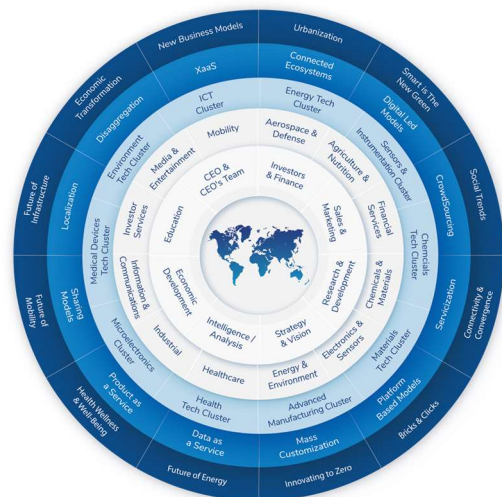 New Business Models
Urbanization
Smart is The
New Green
Social Trends
Connectivity &
Convergence
Bricks & Clicks
Innovating to Zero
Future of Energy
Health Wellness
& Well-Being
Future of
Mobility
Future of
Infrastructure
Economic
Transformation
XaaS
Connected
Ecosystems
Digital Led
Models
CrowdSourcing
Servicization
Platform
Based Models
Mass
Customization
Data as
a Service
Product as
a Service
Sharing
Models
Localization
Disaggregation
ICT
Cluster
Energy Tech
Cluster
Sensors &
Instrumentation Cluster
Chemcials
Tech Cluster
Materials
Tech Cluster
Advanced
Manufacturing Cluster
Health
Tech Cluster
Microelectronics
Cluster
Medical Devices
Tech Cluster
Environment
Tech Cluster
Mobility
Aerospace &
Defense
Agriculture &
Nutrition
Financial
Services
Chemicals &
Materials
Electronics &
Sensors
Energy &
Environment
Healthcare
Industrial
Information &
Communications
Investor
Services
Media &
Entertainment
CEO &
CEO's Team
Investors
& Finance
Sales &
Marketing
Research &
Development
Strategy
& Vision
Intelligence /
Analysis
Economic
Development
Education